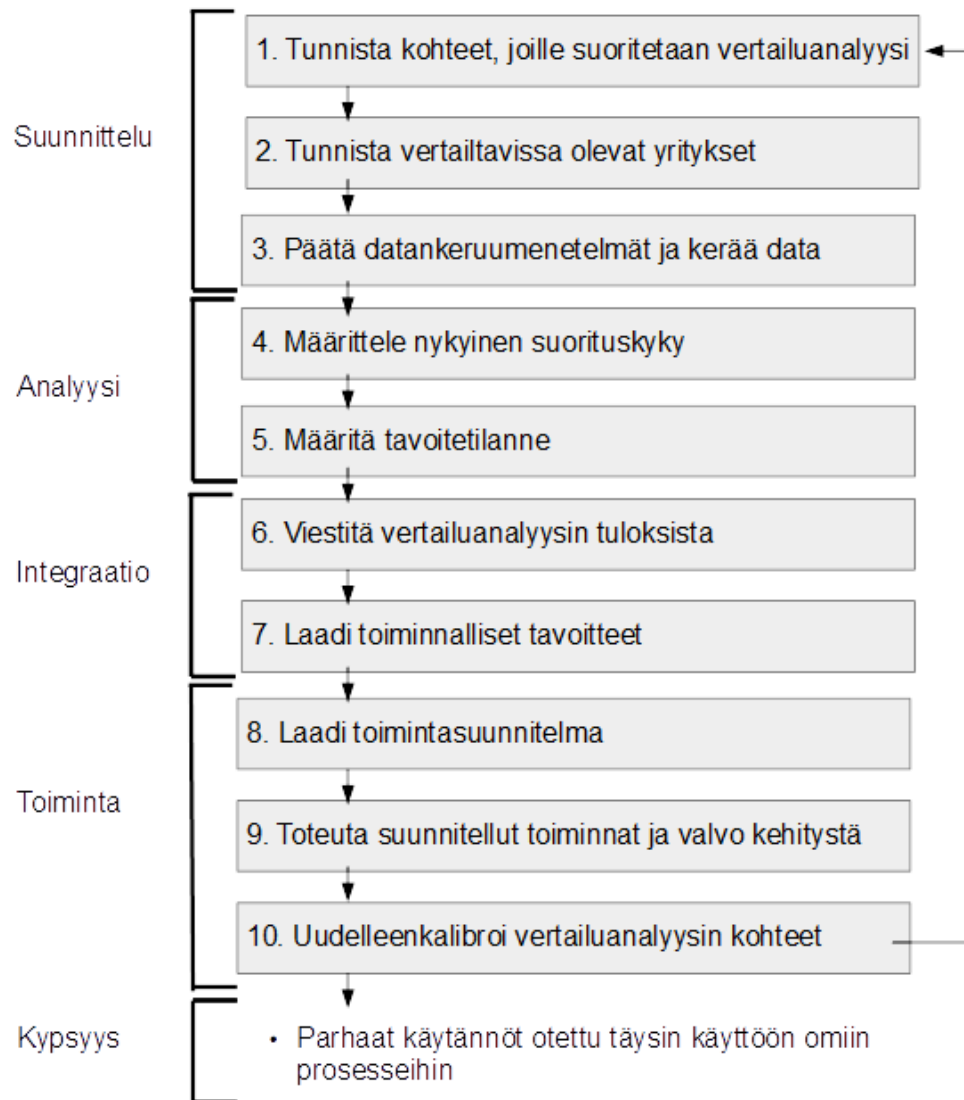 Suunnittelu
1. Tunnista kohteet, joille suoritetaan vertailuanalyysi
2. Tunnista vertailtavissa olevat yritykset
3. Päätä datankeruumenetelmät ja kerää data
Analyysi
4. Määrittele nykyinen suorituskyky
5. Määritä tavoitetilanne
Integraatio
6. Viestitä vertailuanalyysin tuloksista
7. Laadi toiminnalliset tavoitteet
Toiminta
8. Laadi toimintasuunnitelma
9. Toteuta suunnitellut toiminnat ja valvo kehitystä
10. Uudelleenkalibroi vertailuanalyysin kohteet
Kypsyys
• Parhaat käytännöt otettu täysin käyttöön omiin
prosesseihin